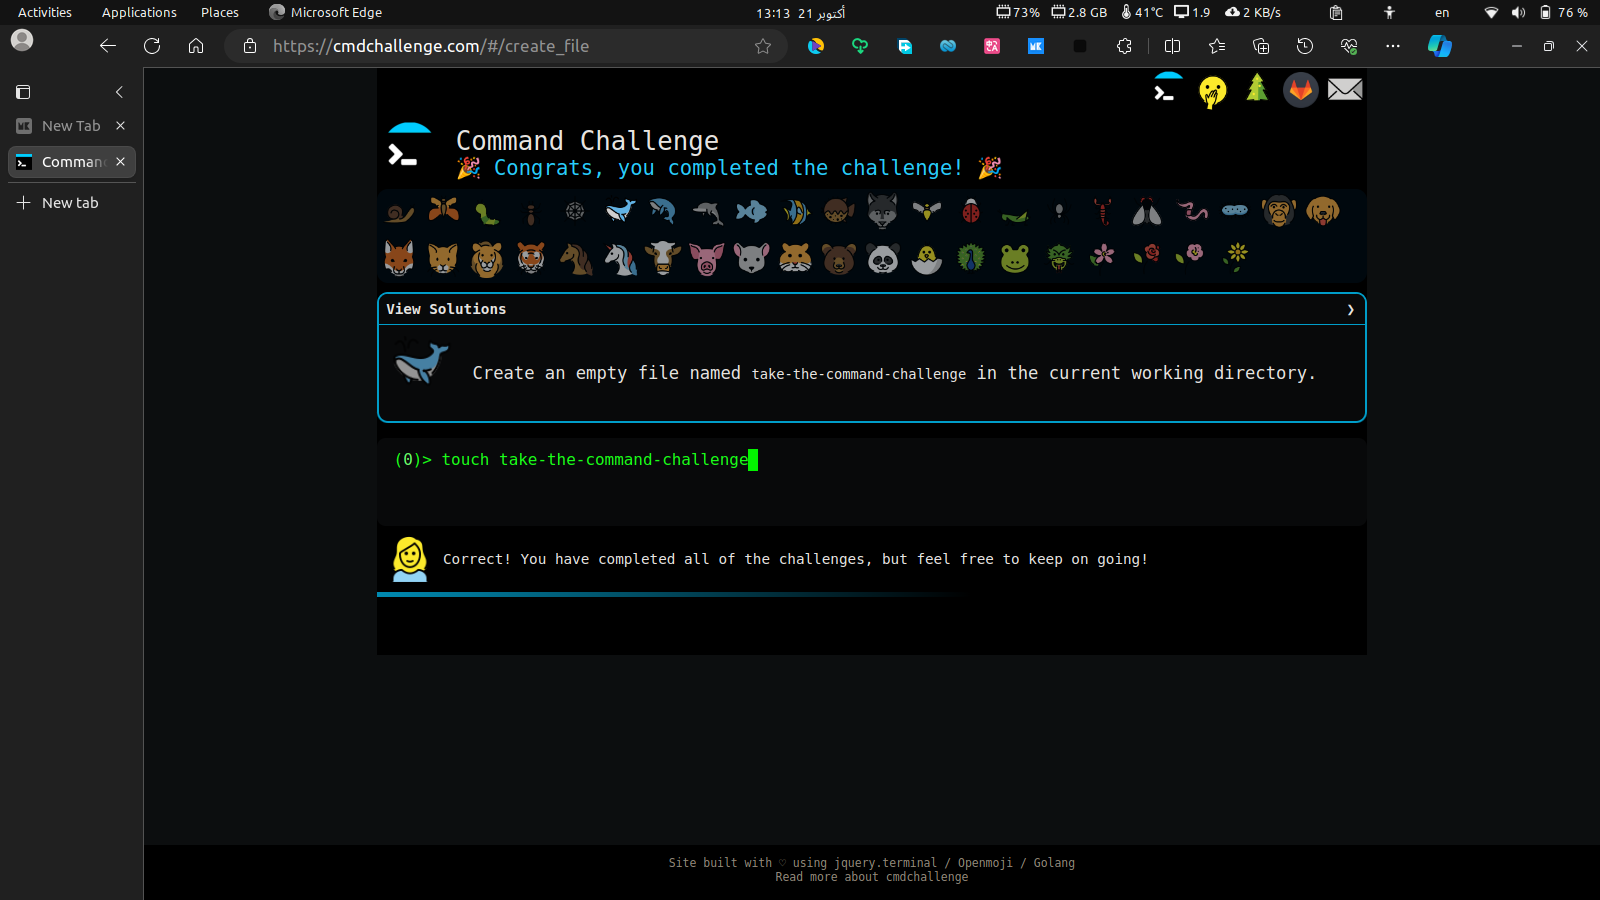 Activities Applications Places Microsoft Edge 13:13 21 أكتوبر 73% 2.8 GB 41°C 1.9 2 KB/s en 76 %
https://cmdchallenge.com/#/create_file
New Tab
Comman
New tab
Command Challenge
Congrats, you completed the challenge!
View Solutions
Create an empty file named take-the-command-challenge in the current working directory.
(0)> touch take-the-command-challenge
Correct! You have completed all of the challenges, but feel free to keep on going!
Site built with ♡ using jquery.terminal / Openmoji / Golang
Read more about cmdchallenge